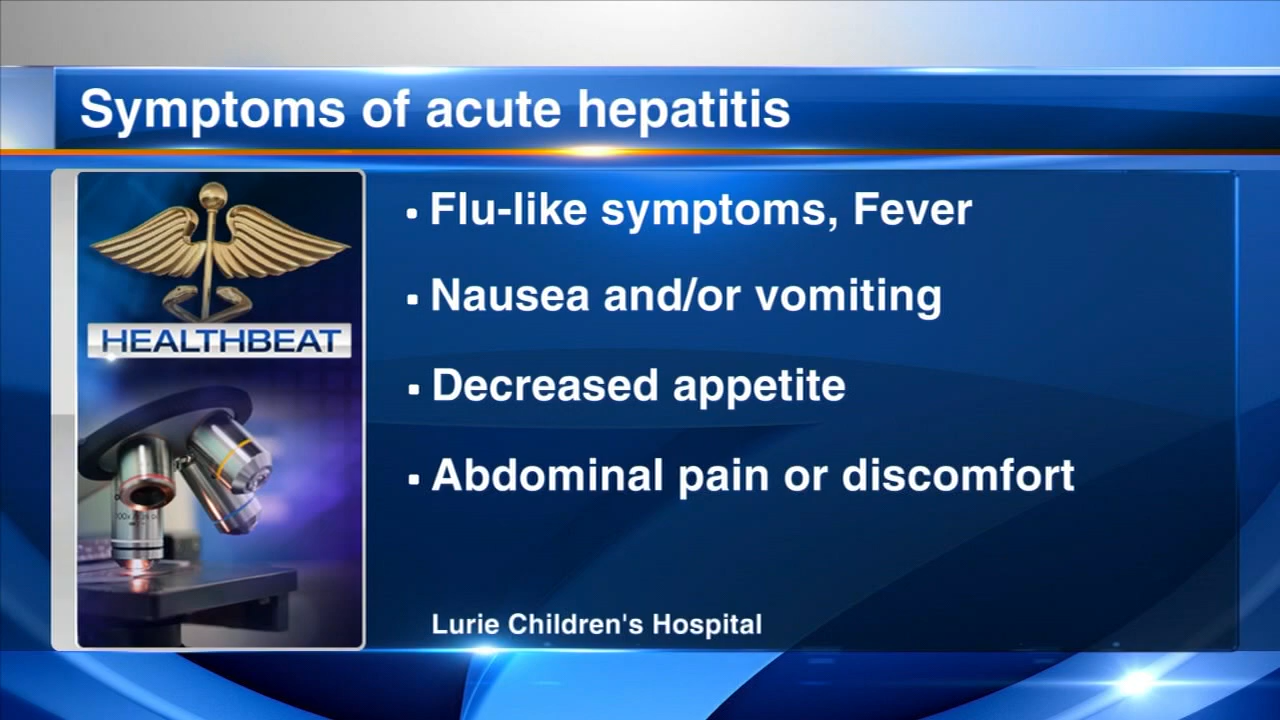 Symptoms of acute hepatitis
HEALTHBEAT
▪ Flu-like symptoms, Fever
▪ Nausea and/or vomiting
▪ Decreased appetite
▪ Abdominal pain or discomfort
Lurie Children's Hospital